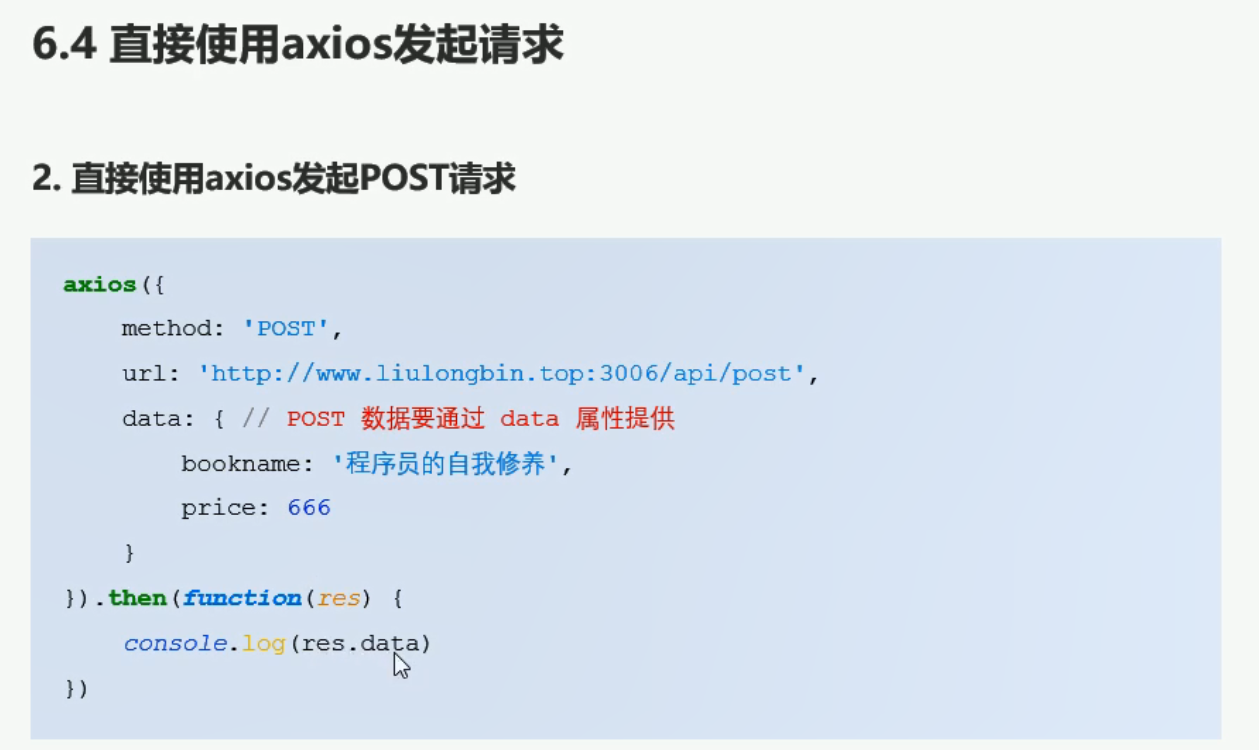 6.4 直接使用axios发起请求
2. 直接使用axios发起POST请求
axios({
    method: 'POST',
    url: 'http://www.liulongbin.top:3006/api/post',
    data: { // POST 数据要通过 data 属性提供
        bookname: '程序员的自我修养',
        price: 666
    }
}).then(function(res) {
    console.log(res.data)
})